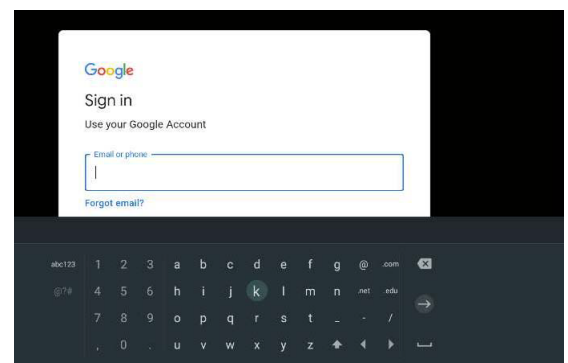 Google
Sign in
Use your Google Account
Email or phone
Forgot email?
abc123 1 2 3 a b c d e f g @ .com
@?# 4 5 6 h i j k l m n .net .edu
7 8 9 o p q r s t _ - /
, 0 . u v w x y z